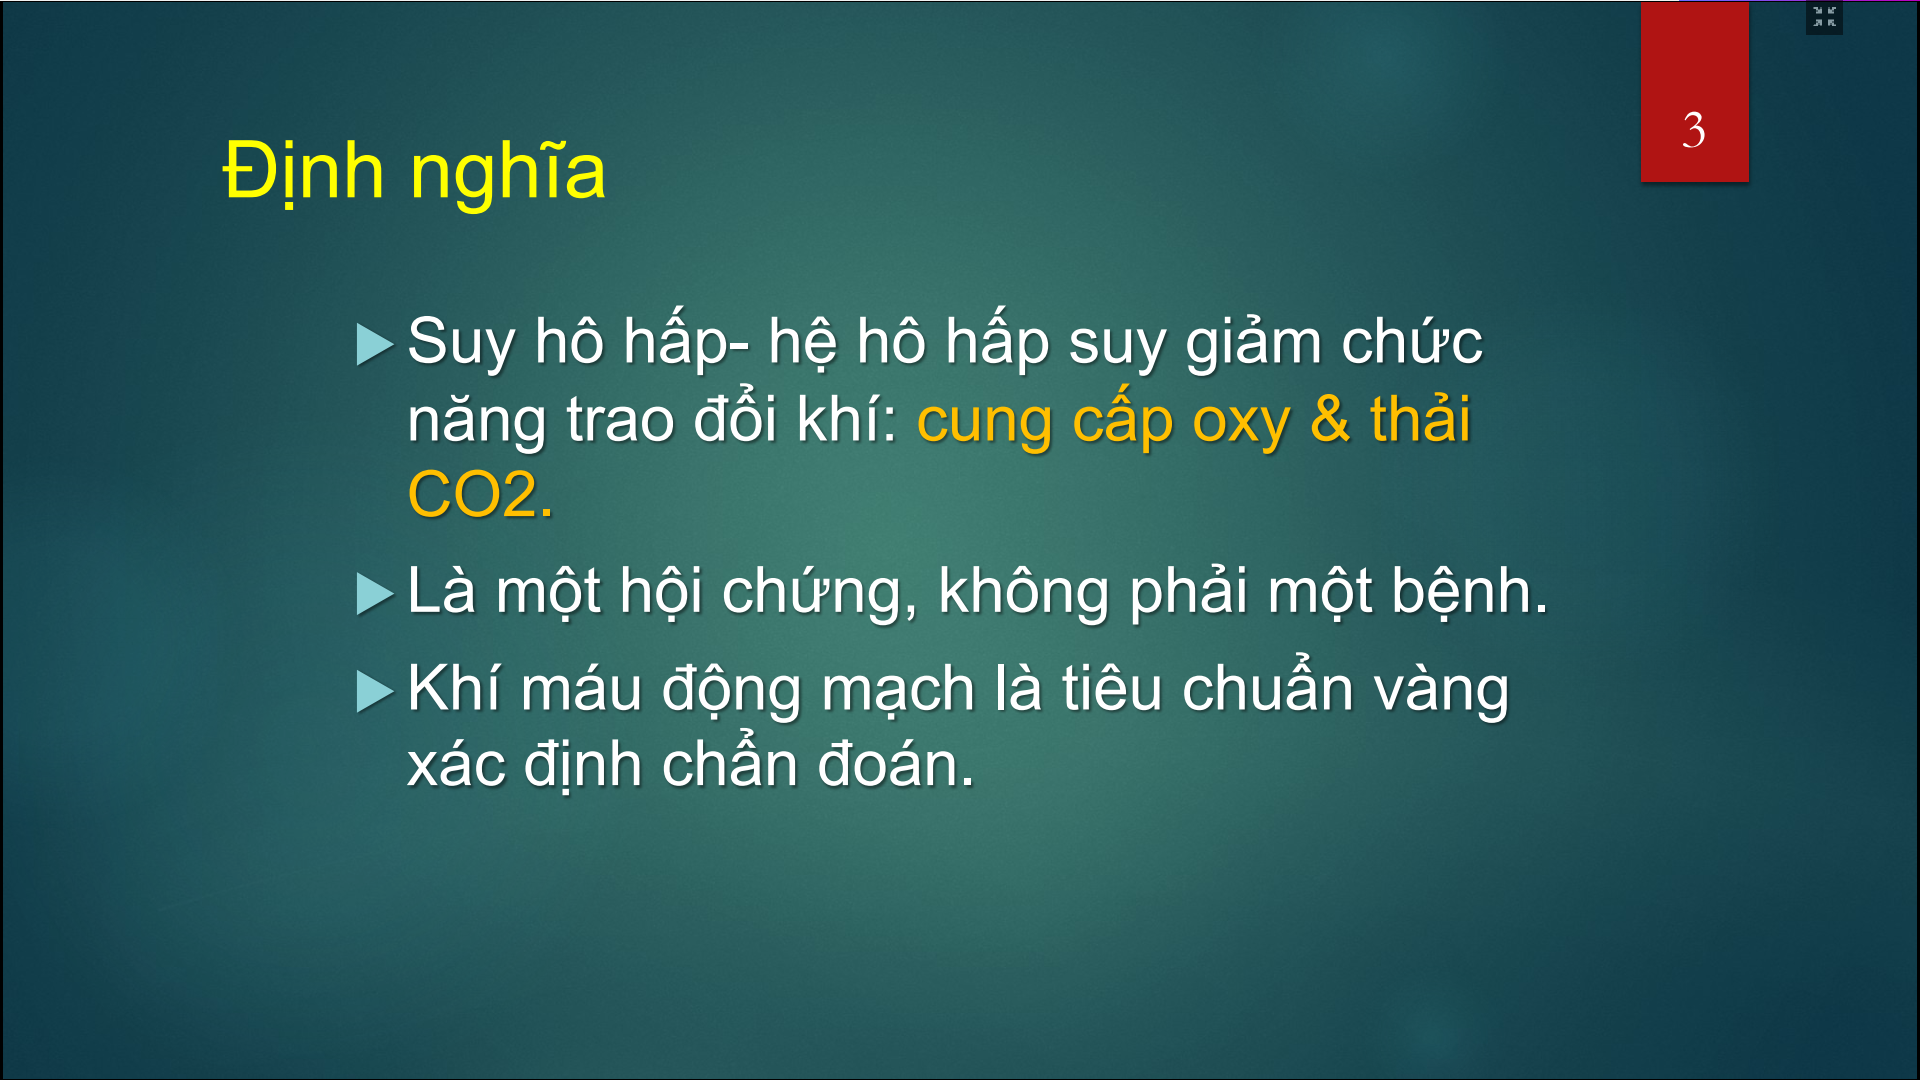 3
Định nghĩa
Suy hô hấp- hệ hô hấp suy giảm chức
năng trao đổi khí: cung cấp oxy & thải
CO2.
Là một hội chứng, không phải một bệnh.
Khí máu động mạch là tiêu chuẩn vàng
xác định chẩn đoán.